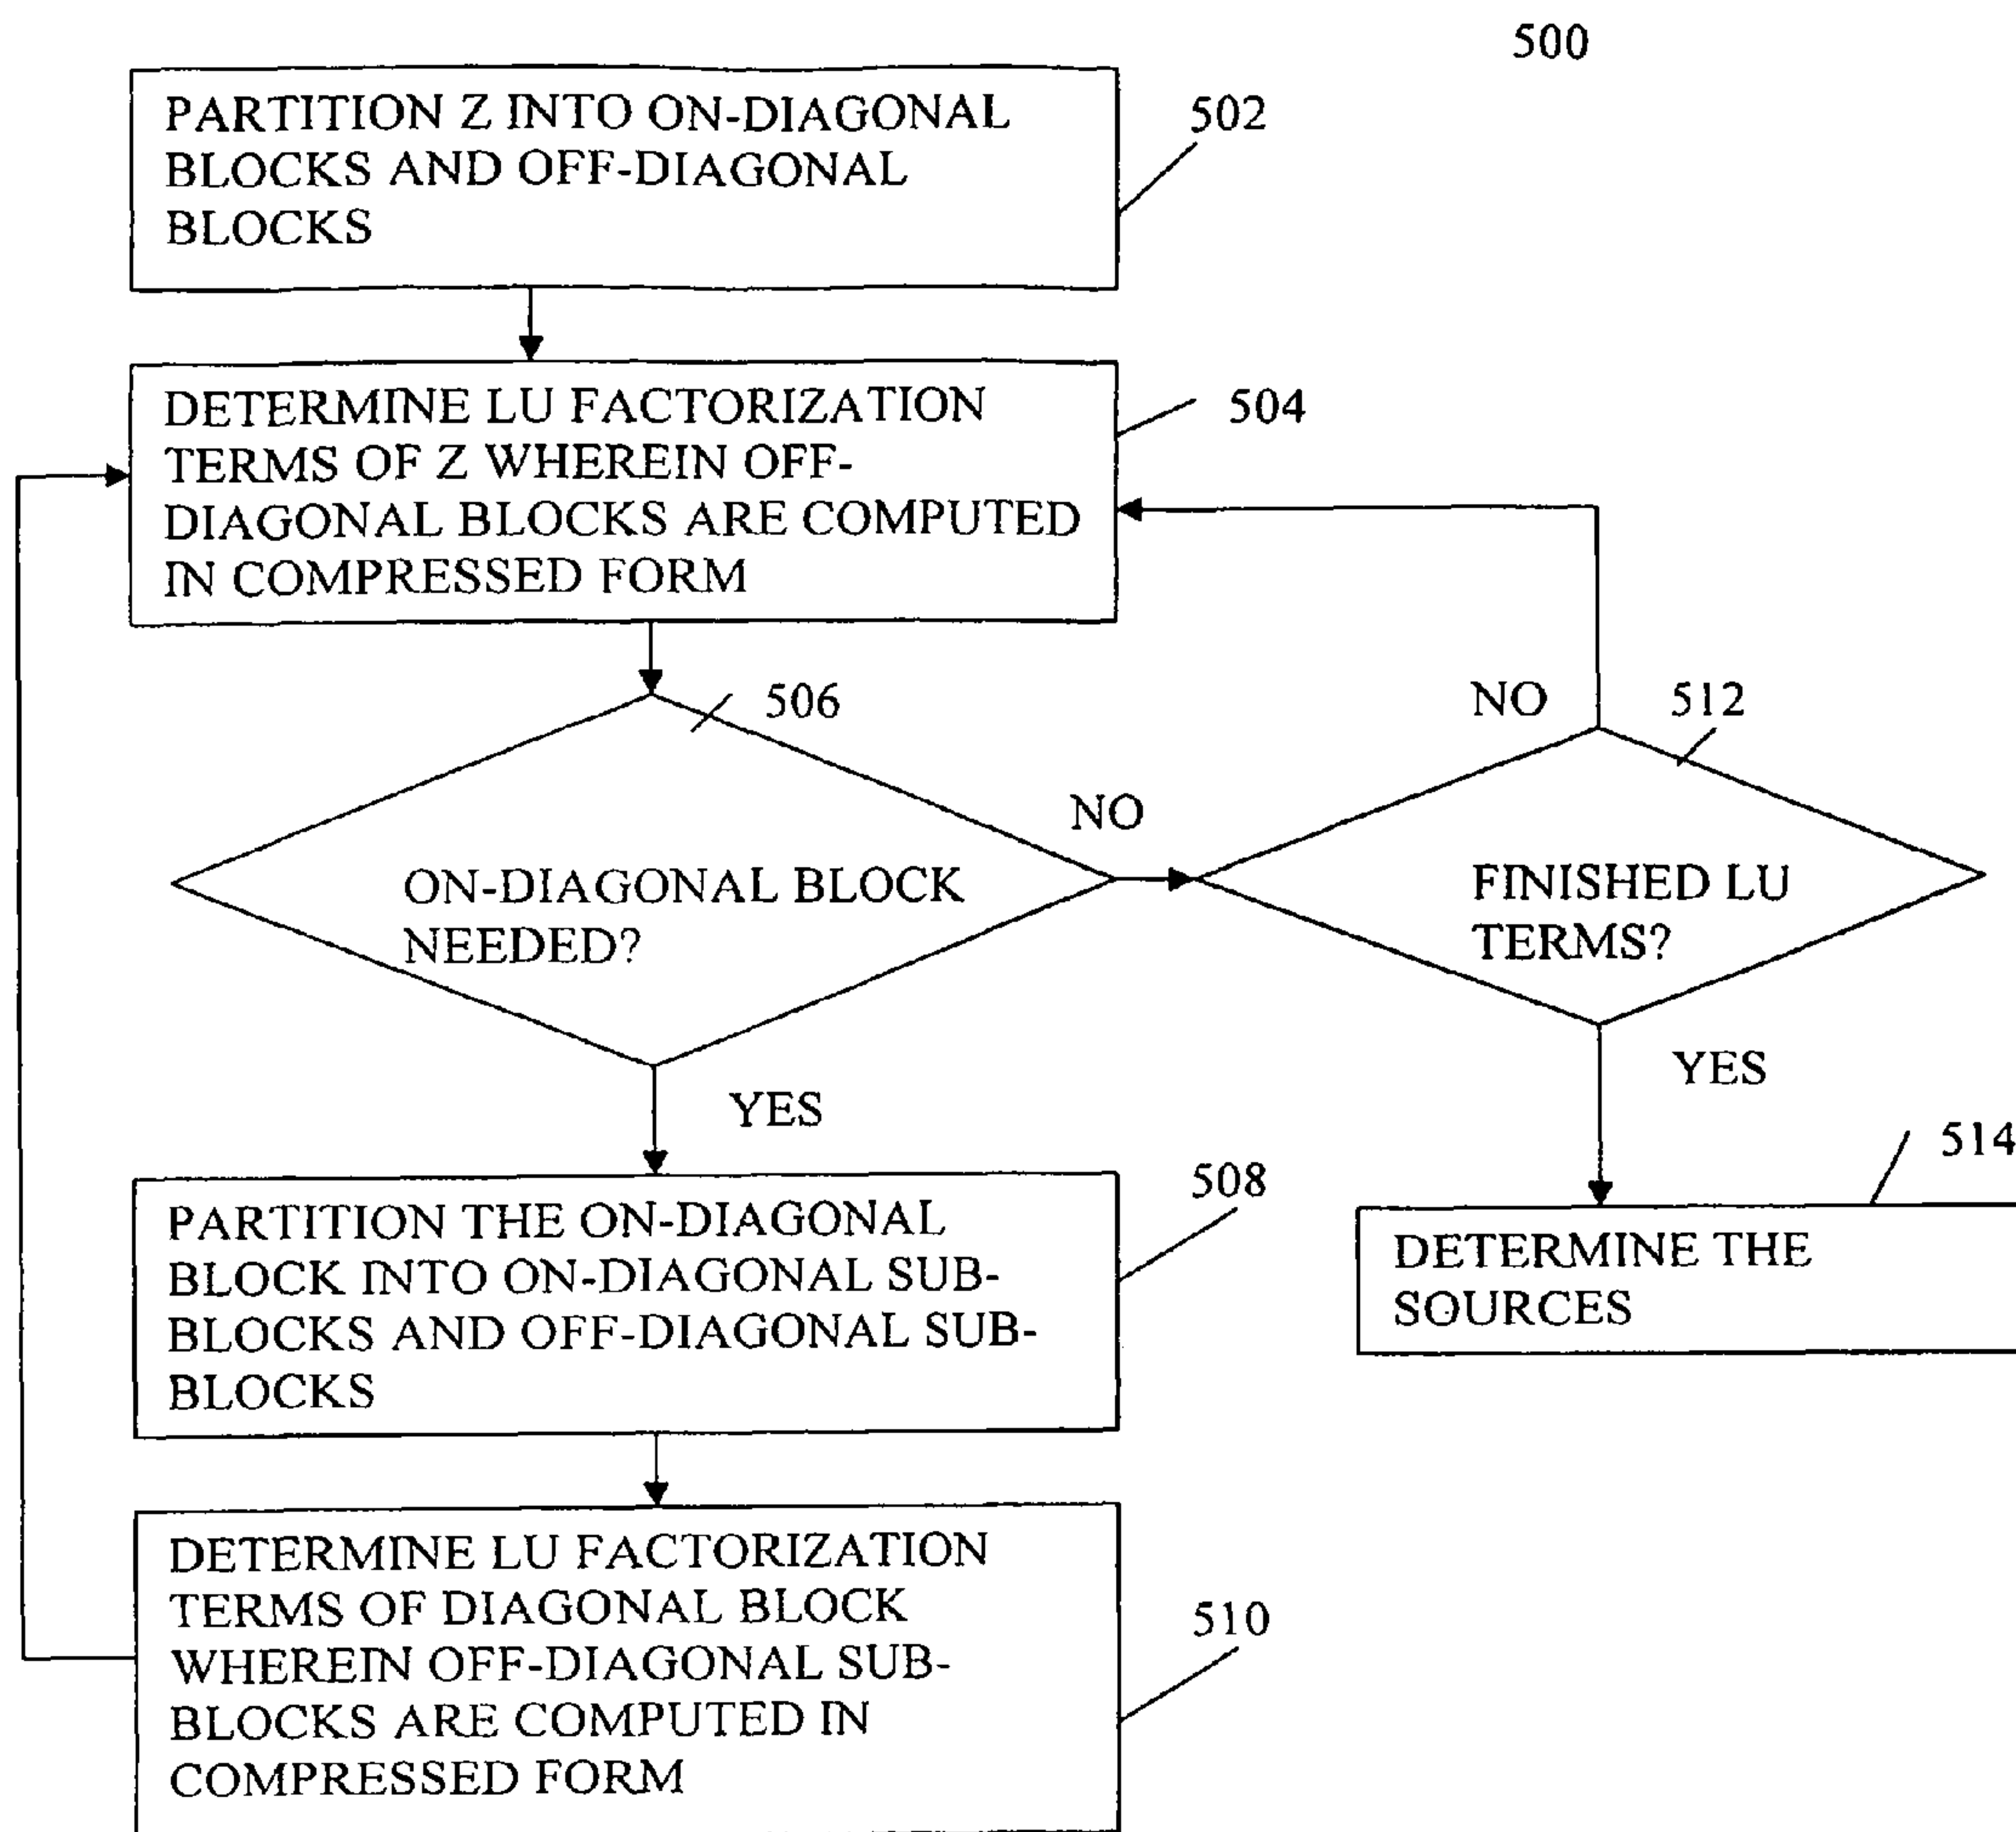 500
PARTITION Z INTO ON-DIAGONAL
BLOCKS AND OFF-DIAGONAL
BLOCKS
502
DETERMINE LU FACTORIZATION
TERMS OF Z WHEREIN OFF-
DIAGONAL BLOCKS ARE COMPUTED
IN COMPRESSED FORM
504
506
NO
512
NO
ON-DIAGONAL BLOCK
NEEDED?
FINISHED LU
TERMS?
YES
YES
508
514
PARTITION THE ON-DIAGONAL
BLOCK INTO ON-DIAGONAL SUB-
BLOCKS AND OFF-DIAGONAL SUB-
BLOCKS
DETERMINE THE
SOURCES
DETERMINE LU FACTORIZATION
TERMS OF DIAGONAL BLOCK
WHEREIN OFF-DIAGONAL SUB-
BLOCKS ARE COMPUTED IN
COMPRESSED FORM
510